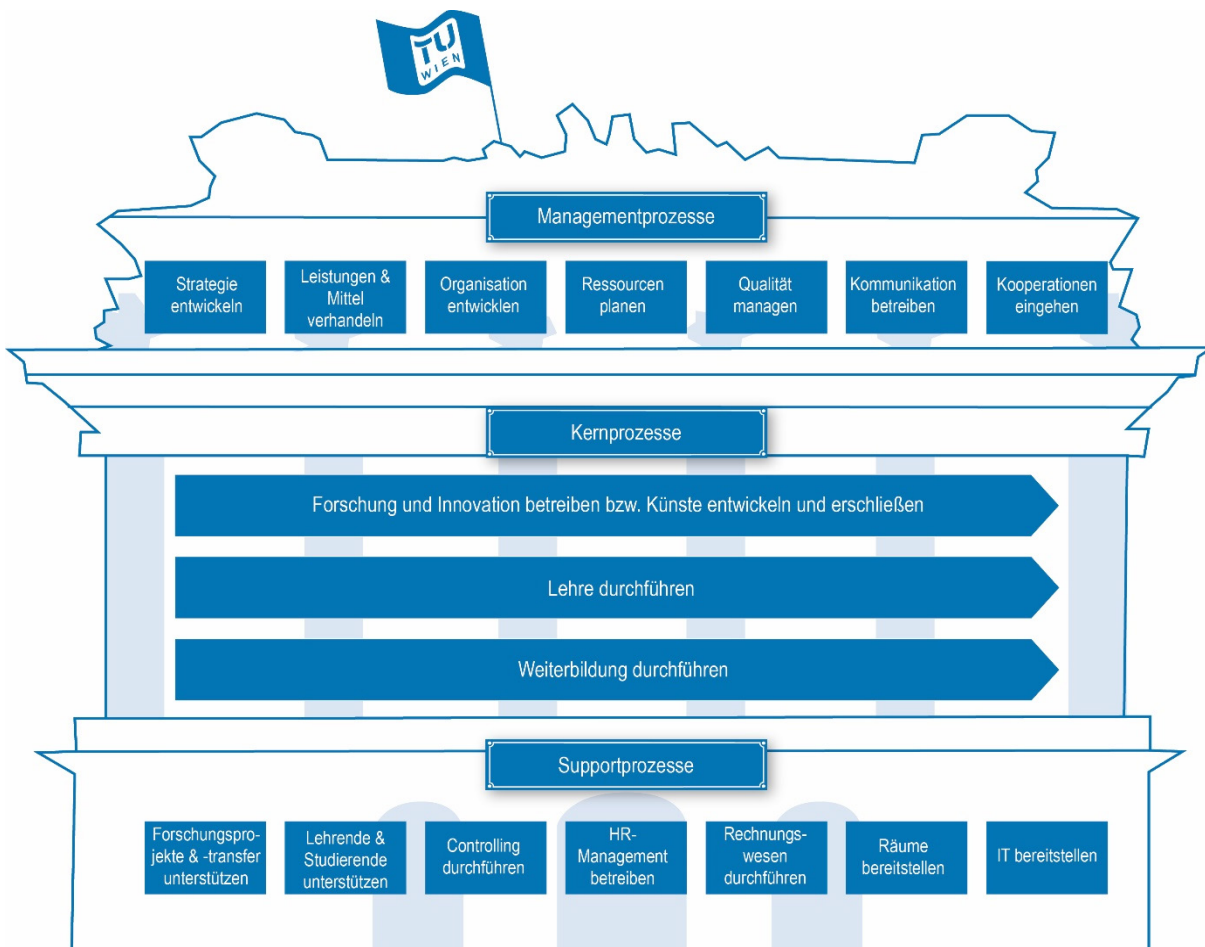 TU
WIEN
Managementprozesse
Strategie
entwickeln
Leistungen &
Mittel
verhandeln
Organisation
entwicklen
Ressourcen
planen
Qualität
managen
Kommunikation
betreiben
Kooperationen
eingehen
Kernprozesse
Forschung und Innovation betreiben bzw. Künste entwickeln und erschließen
Lehre durchführen
Weiterbildung durchführen
Supportprozesse
Forschungspro-
jekte & -transfer
unterstützen
Lehrende &
Studierende
unterstützen
Controlling
durchführen
HR-
Management
betreiben
Rechnungs-
wesen
durchführen
Räume
bereitstellen
IT bereitstellen